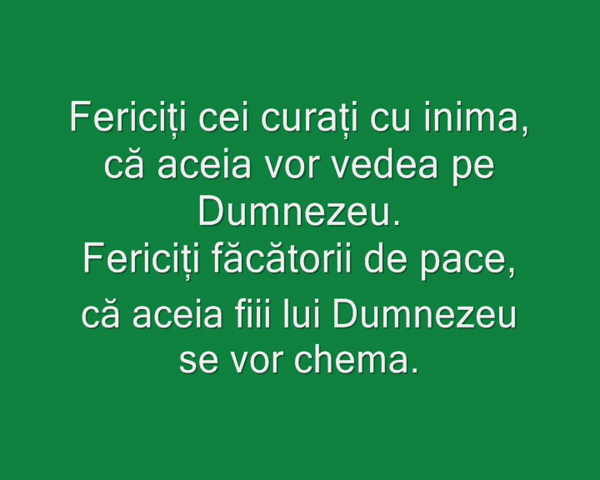 Fericiți cei curați cu inima,
că aceia vor vedea pe
Dumnezeu.
Fericiți făcătorii de pace,
că aceia fiii lui Dumnezeu
se vor chema.